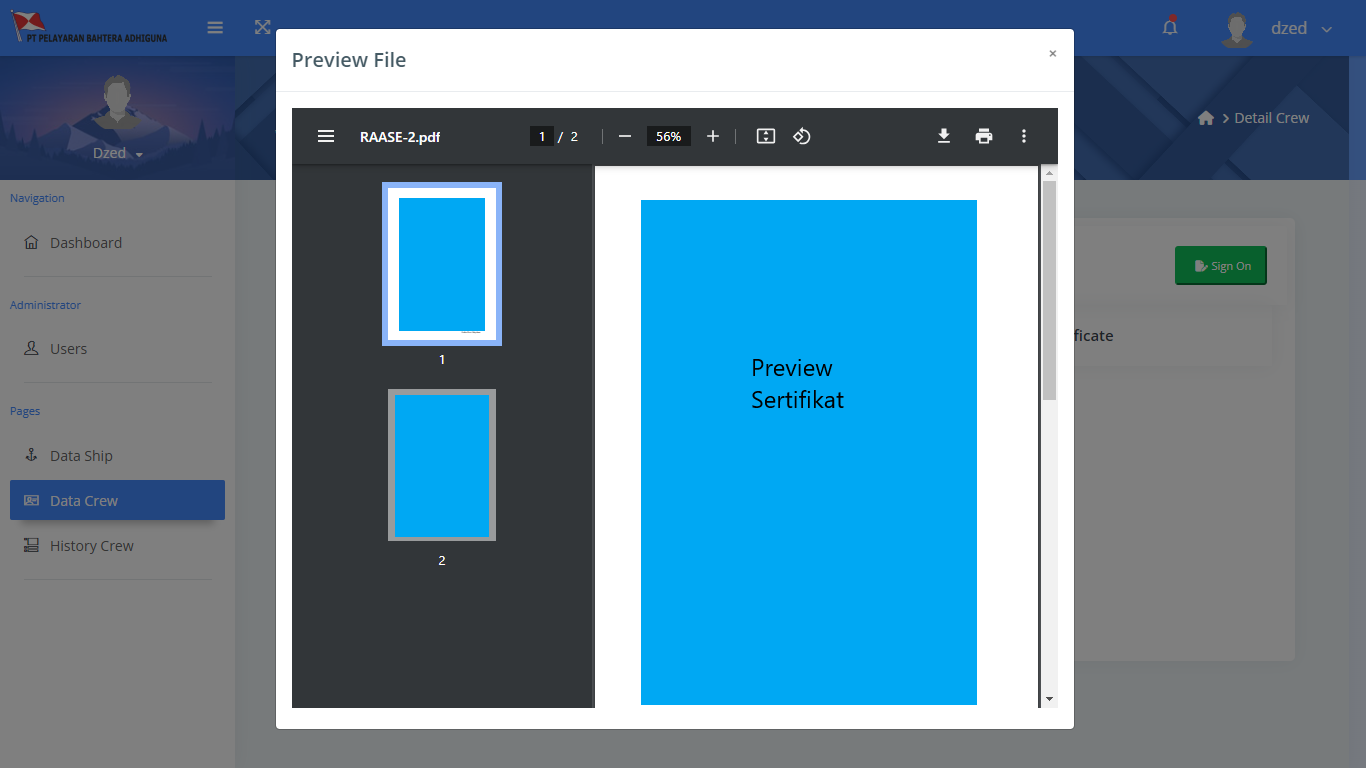 PT PELAYARAN BAHTERA ADHIGUNA
dzed
Dzed
Detail Crew
Navigation
Dashboard
Administrator
Users
Pages
Data Ship
Data Crew
History Crew
Sign On
ficate
Preview File
×
RAASE-2.pdf
1 / 2
56%
1
2
Preview
Sertifikat